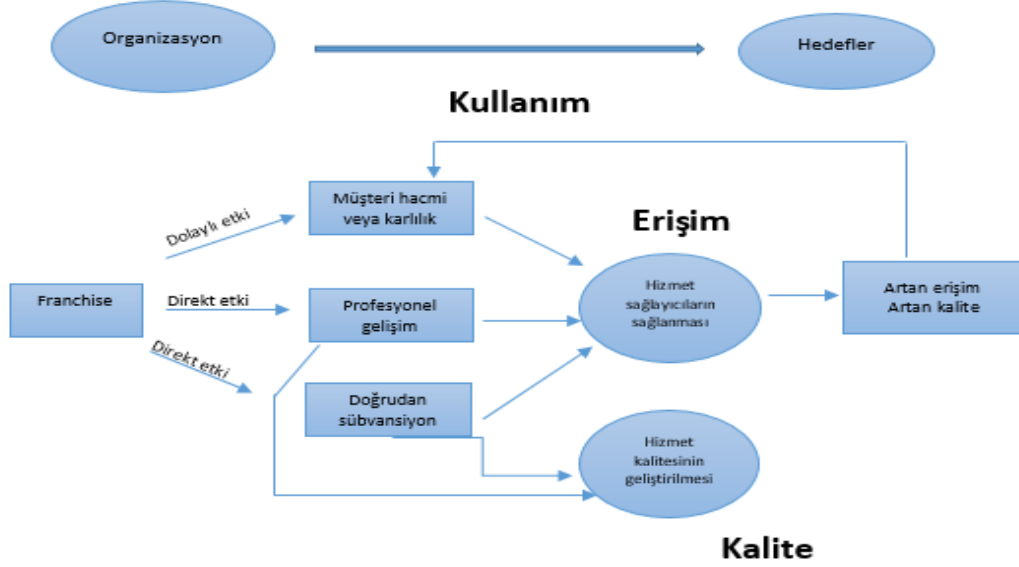 Organizasyon
Hedefler
Kullanım
Müşteri hacmi
veya karlılık
Dolaylı etki
Erişim
Franchise
Direkt etki
Profesyonel
gelişim
Hizmet
sağlayıcıların
sağlanması
Artan erişim
Artan kalite
Direkt etki
Doğrudan
sübvansiyon
Hizmet
kalitesinin
geliştirilmesi
Kalite